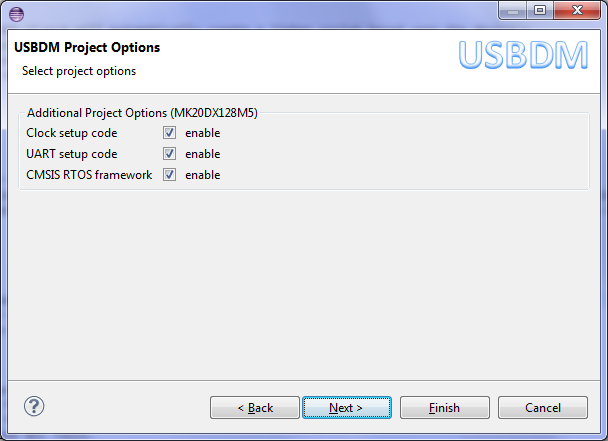 USBDM Project Options
Select project options
USBDM
Additional Project Options (MK20DX128M5)
Clock setup code enable
UART setup code enable
CMSIS RTOS framework enable
? < Back Next > Finish Cancel